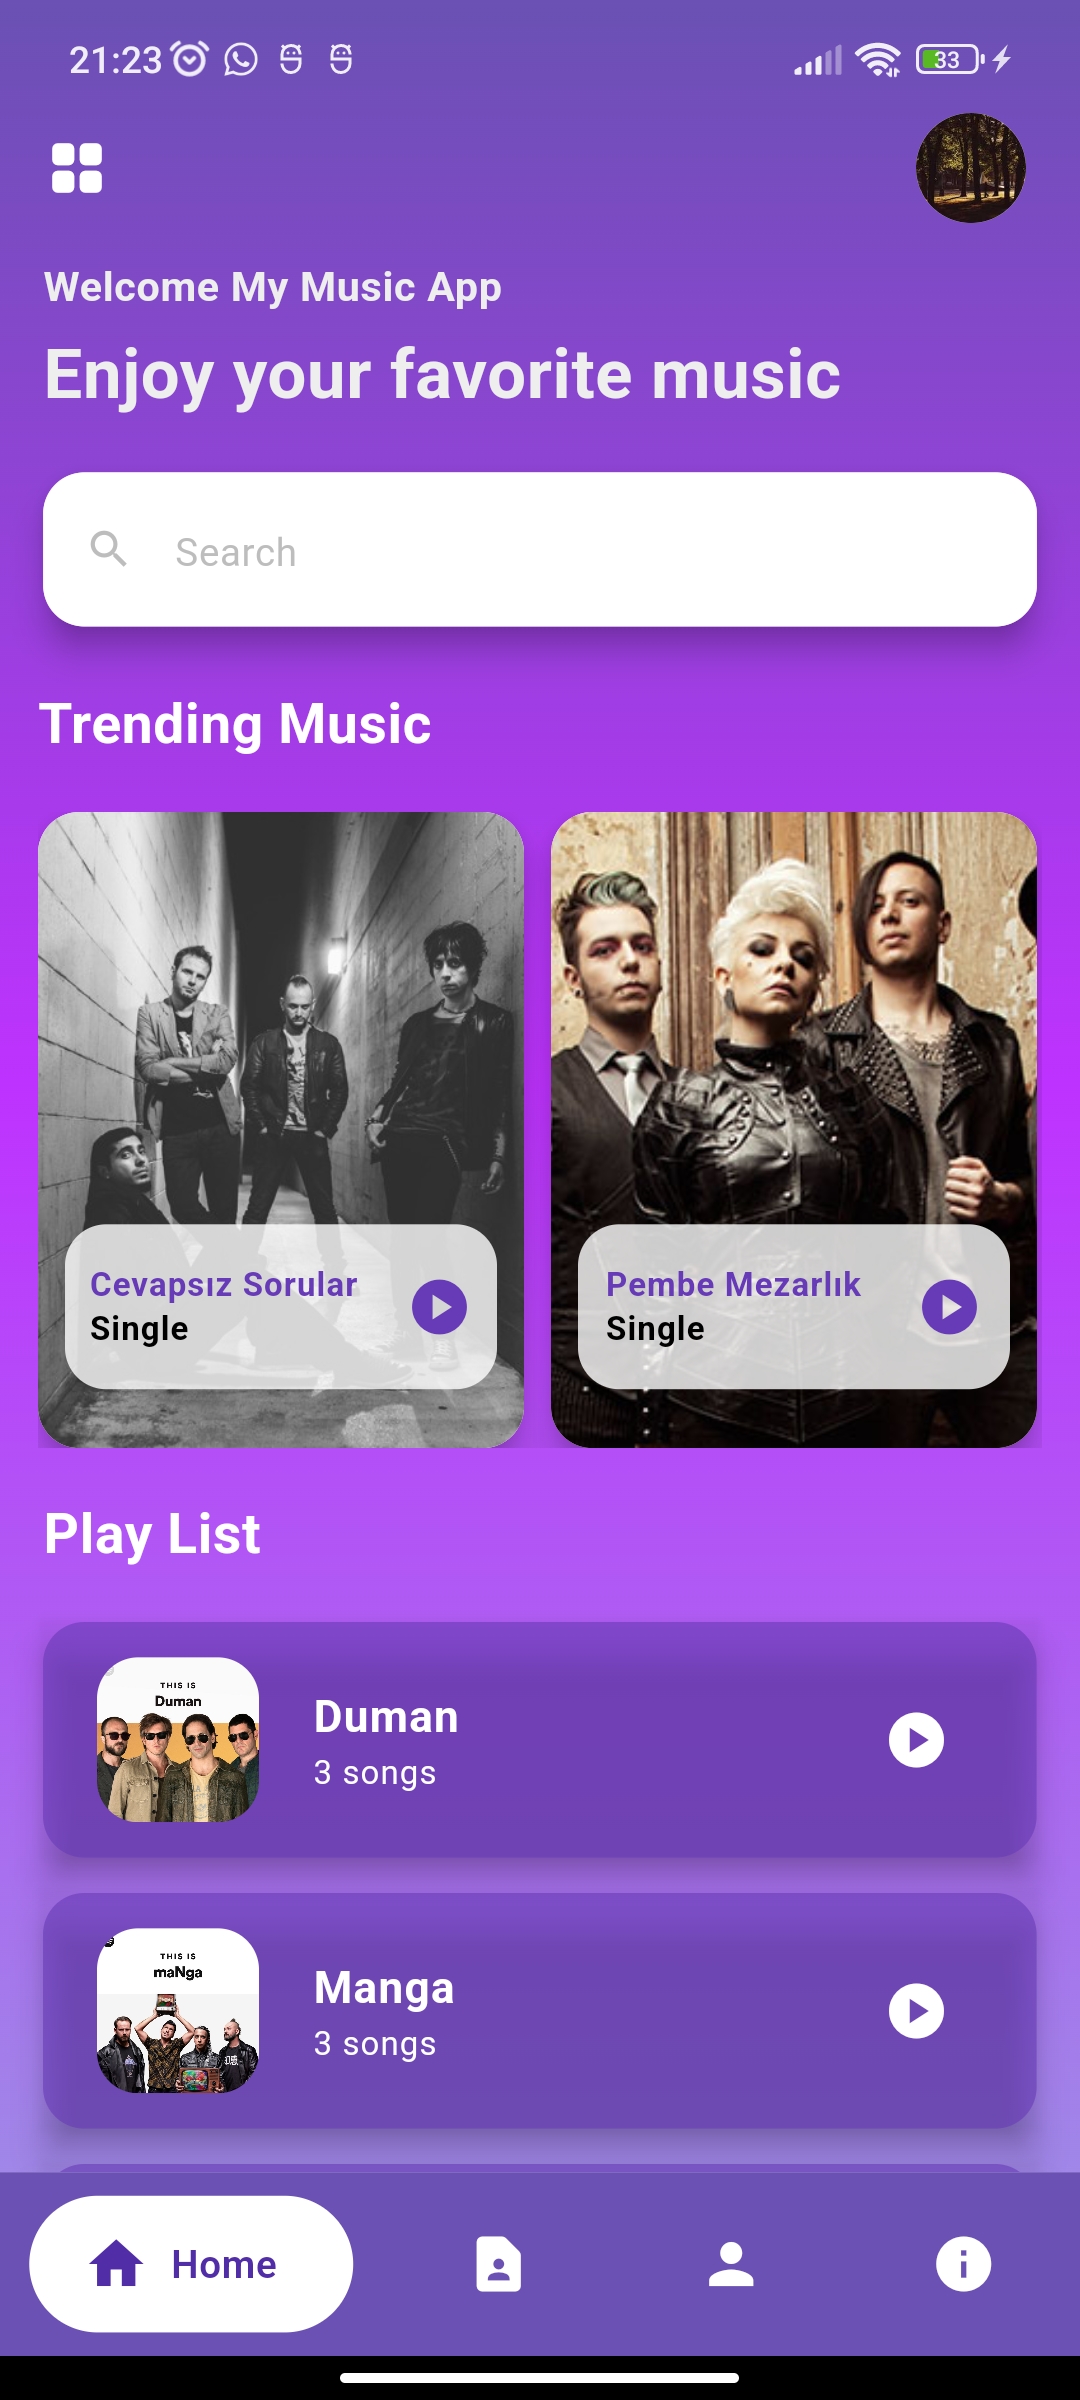 21:23
33
Welcome My Music App
Enjoy your favorite music
Search
Trending Music
Cevapsız Sorular
Single
Pembe Mezarlık
Single
Play List
THIS IS
Duman
Duman
3 songs
THIS IS
maNga
Manga
3 songs
Home